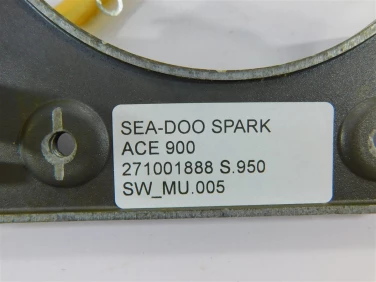 SEA-DOO SPARK
ACE 900
271001888 S.950
SW_MU.005